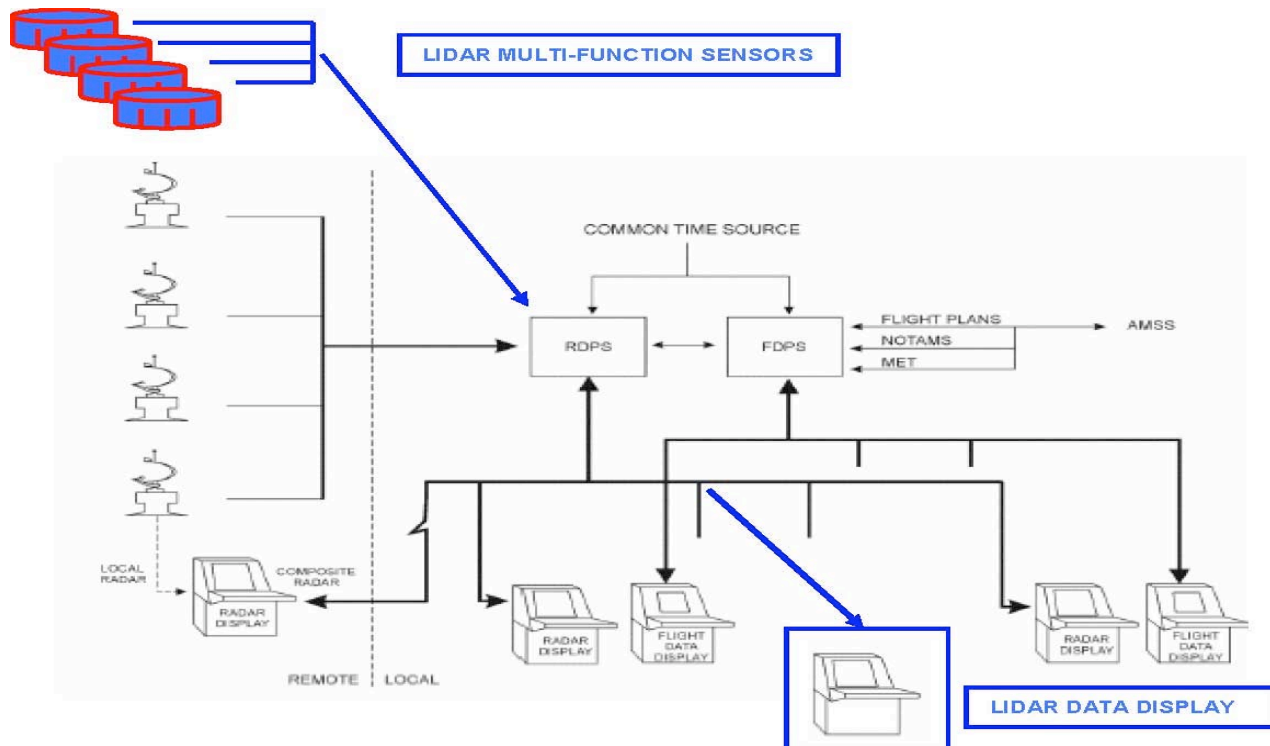 LIDAR MULTI-FUNCTION SENSORS
COMMON TIME SOURCE
RDPS
FDPS
FLIGHT PLANS
NOTAMS
MET
AMSS
LOCAL
RADAR
COMPOSITE
RADAR
RADAR
DISPLAY
RADAR
DISPLAY
FLIGHT
DATA
DISPLAY
RADAR
DISPLAY
FLIGHT
DATA
DISPLAY
REMOTE
LOCAL
LIDAR DATA DISPLAY